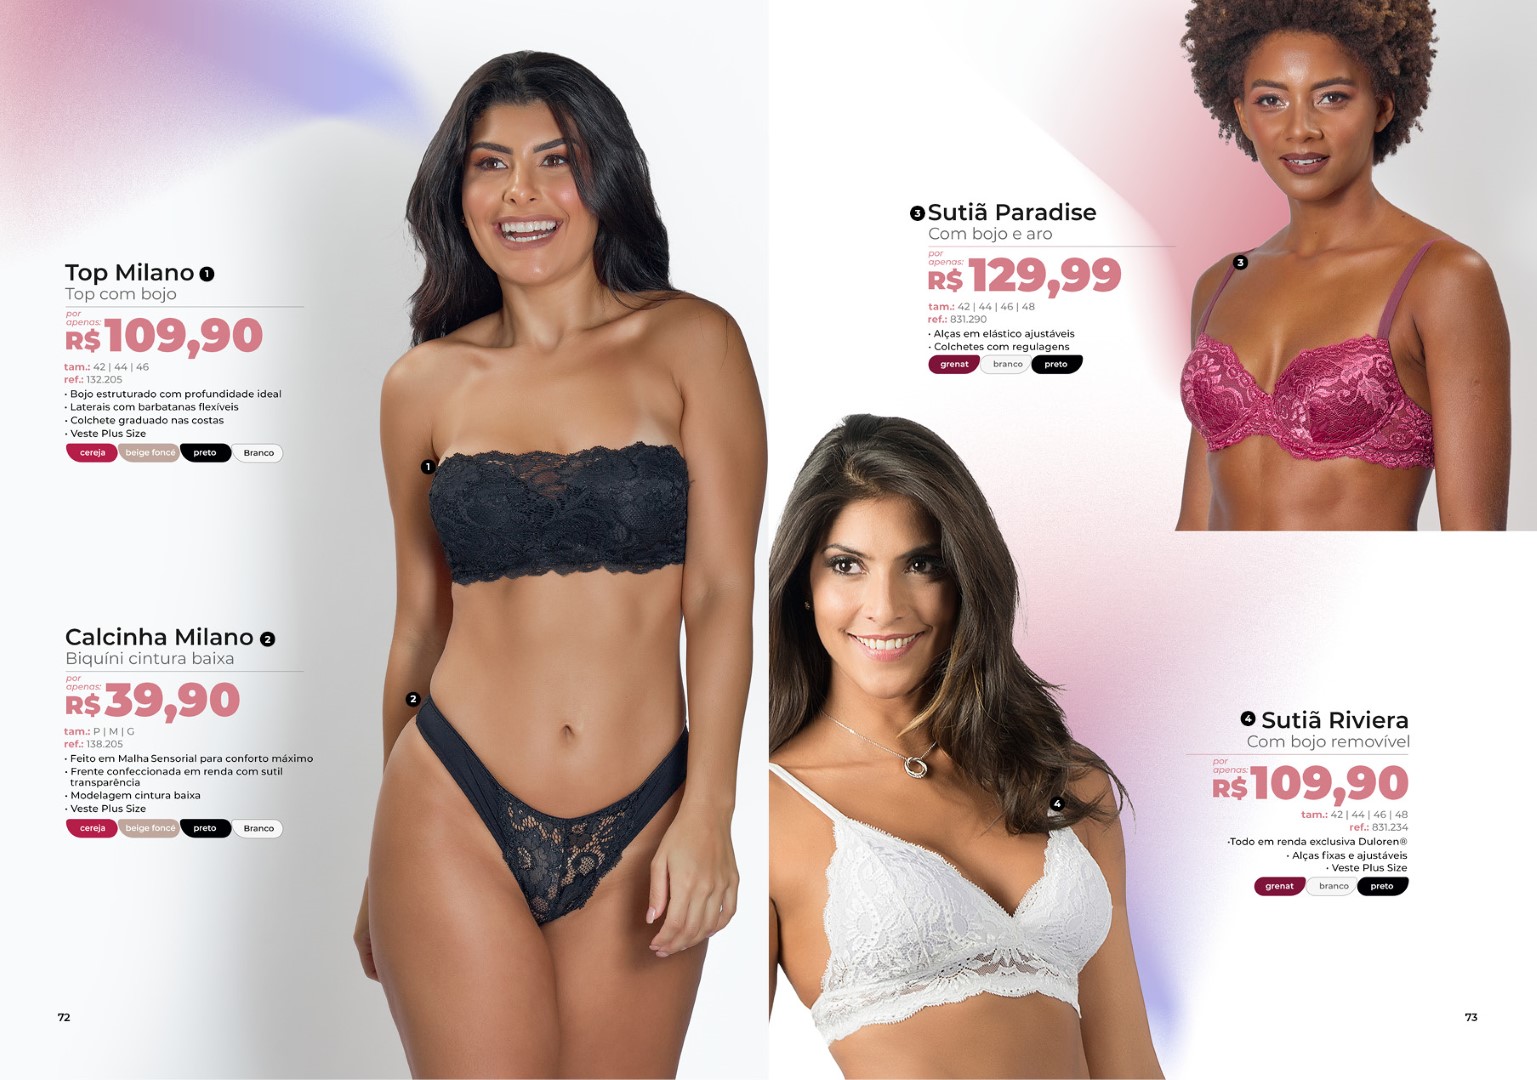 Top Milano 1
Top com bojo
por
apenas:
R$ 109,90
tam.: 42 | 44 | 46
ref.: 132.205
• Bojo estruturado com profundidade ideal
• Laterais com barbatanas flexíveis
• Colchete graduado nas costas
• Veste Plus Size
cereja beige foncé preto Branco
1
Calcinha Milano 2
Biquíni cintura baixa
por
apenas:
R$ 39,90
tam.: P | M | G
ref.: 138.205
• Feito em Malha Sensorial para conforto máximo
• Frente confeccionada em renda com sutil
transparência
• Modelagem cintura baixa
• Veste Plus Size
cereja beige foncé preto Branco
2
72
3 Sutiã Paradise
Com bojo e aro
por
apenas:
R$ 129,99
tam.: 42 | 44 | 46 | 48
ref.: 831.290
• Alças em elástico ajustáveis
• Colchetes com regulagens
grenat branco preto
3
4 Sutiã Riviera
Com bojo removível
por
apenas:
R$ 109,90
tam.: 42 | 44 | 46 | 48
ref.: 831.234
•Todo em renda exclusiva Duloren®
• Alças fixas e ajustáveis
• Veste Plus Size
grenat branco preto
4
73